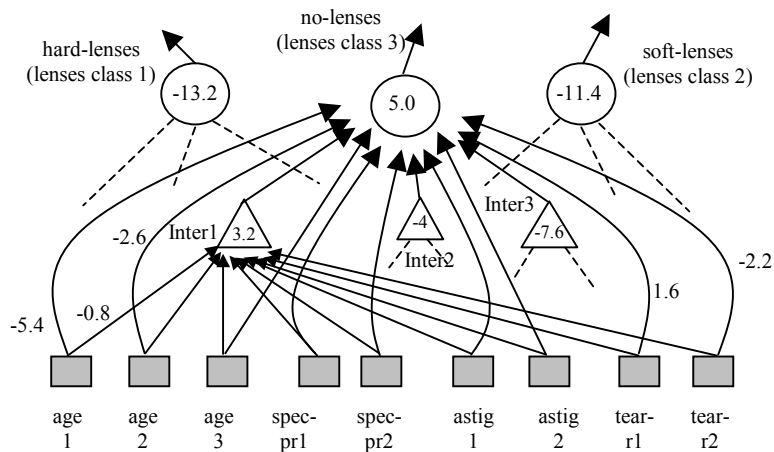 no-lenses
(lenses class 3)
hard-lenses
(lenses class 1)
soft-lenses
(lenses class 2)
-13.2
5.0
-11.4
Inter1
3.2
-4
Inter2
Inter3
-7.6
-2.6
-0.8
-5.4
1.6
-2.2
age
1
age
2
age
3
spec-
pr1
spec-
pr2
astig
1
astig
2
tear-
r1
tear-
r2